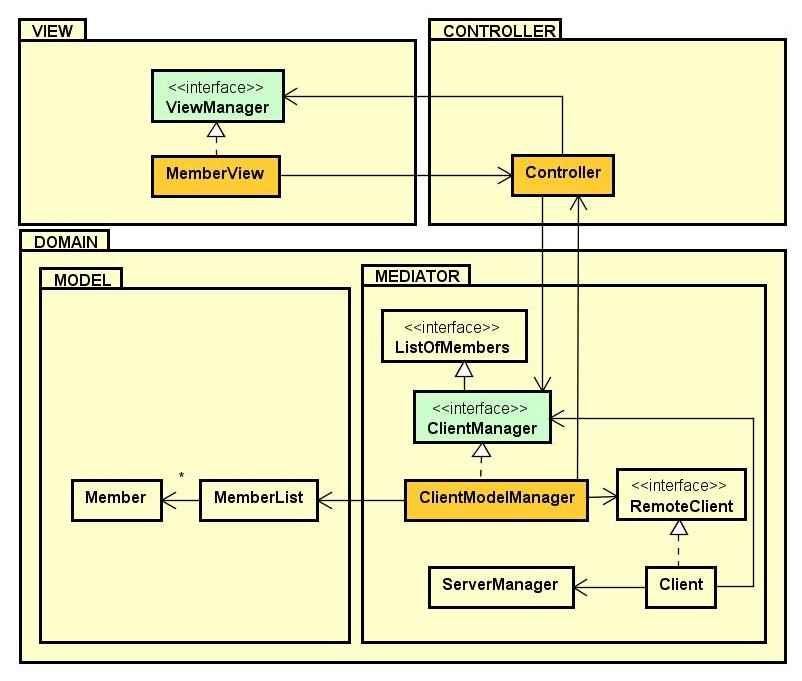 VIEW
<<interface>>
ViewManager
MemberView
CONTROLLER
Controller
DOMAIN
MODEL
Member
*
MemberList
MEDIATOR
<<interface>>
ListOfMembers
<<interface>>
ClientManager
ClientModelManager
<<interface>>
RemoteClient
ServerManager
Client